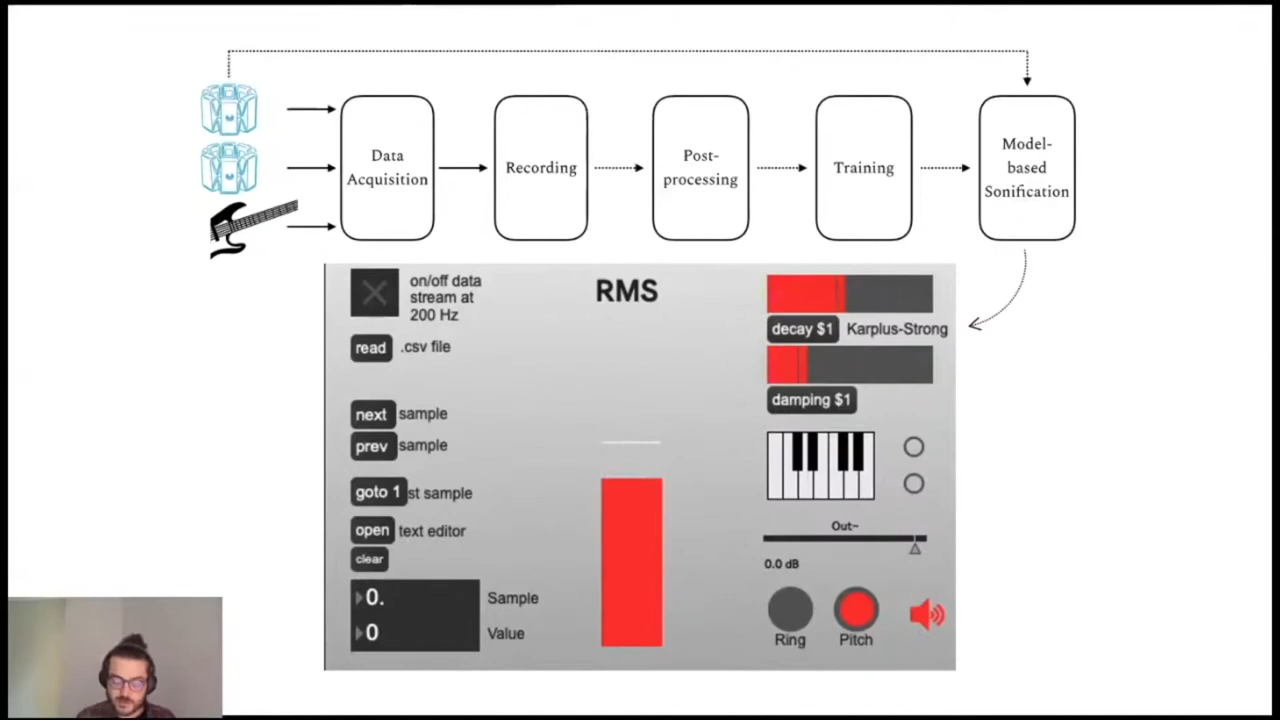 Data
Acquisition
Recording
Post-
processing
Training
Model-
based
Sonification
on/off data
stream at
200 Hz
RMS
read .csv file
decay $1 Karplus-Strong
damping $1
next sample
prev sample
goto 1 st sample
open text editor
clear
0. Sample
0 Value
Out~
0.0 dB
Ring Pitch